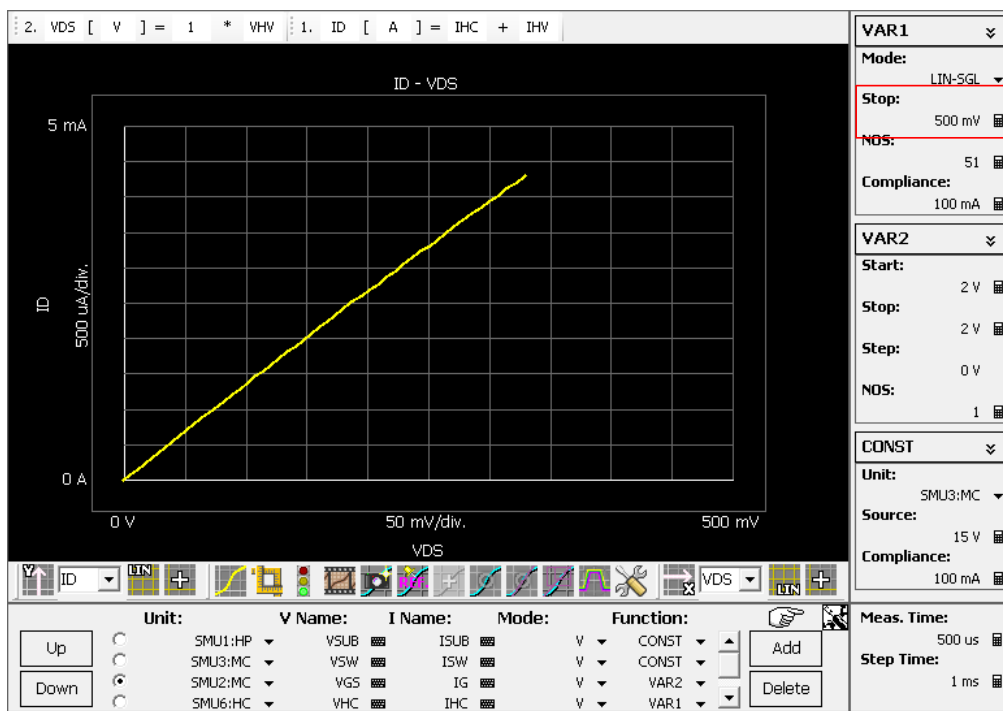 2. VDS [ V ] = 1 * VHV 1. ID [ A ] = IHC + IHV
ID - VDS
5 mA
ID
500 uA/div.
0 A
0 V 50 mV/div. 500 mV
VDS
Y ID LIN X VDS LIN
Unit: V Name: I Name: Mode: Function:
Up
Down
SMU1:HP VSUB ISUB V CONST
SMU3:MC VSW ISW V CONST
SMU2:MC VGS IG V VAR2
SMU6:HC VHC IHC V VAR1
Add
Delete
VAR1
Mode:
LIN-SGL
Stop:
500 mV
NOS:
51
Compliance:
100 mA
VAR2
Start:
2 V
Stop:
2 V
Step:
0 V
NOS:
1
CONST
Unit:
SMU3:MC
Source:
15 V
Compliance:
100 mA
Meas. Time:
500 us
Step Time:
1 ms